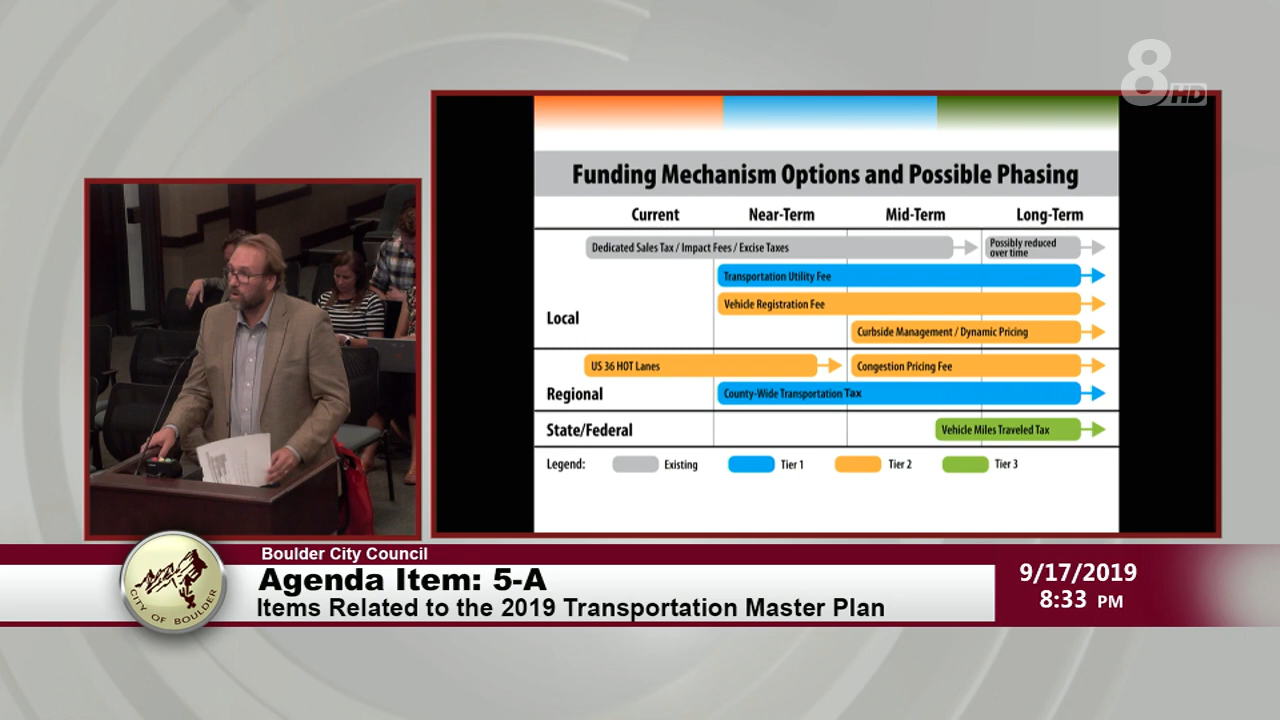 8
HD
Funding Mechanism Options and Possible Phasing
Current Near-Term Mid-Term Long-Term
Dedicated Sales Tax / Impact Fees / Excise Taxes
Possibly reduced
over time
Transportation Utility Fee
Vehicle Registration Fee
Local
Curbside Management / Dynamic Pricing
US 36 HOT Lanes
Congestion Pricing Fee
Regional
County-Wide Transportation Tax
State/Federal
Vehicle Miles Traveled Tax
Legend: Existing Tier 1 Tier 2 Tier 3
Boulder City Council
Agenda Item: 5-A
Items Related to the 2019 Transportation Master Plan
9/17/2019
8:33 PM
CITY OF BOULDER